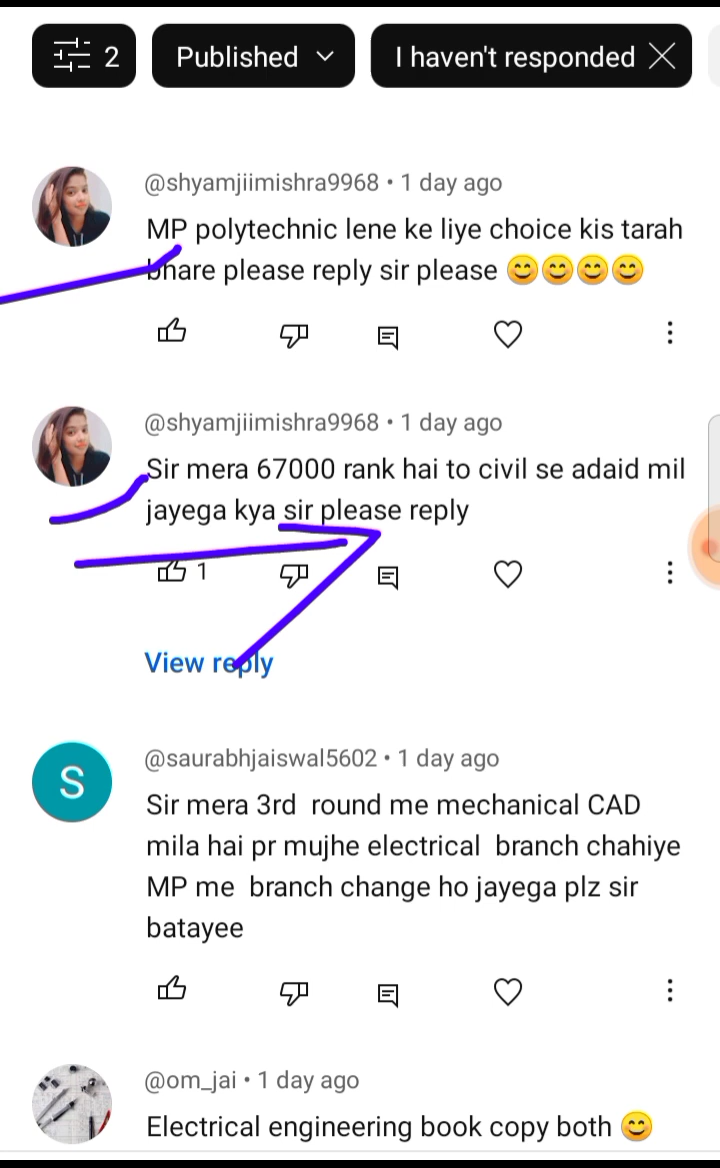 2
Published
I haven't responded
@shyamjiimishra9968 • 1 day ago
MP polytechnic lene ke liye choice kis tarah
bhare please reply sir please 😊😊😊😊
@shyamjiimishra9968 • 1 day ago
Sir mera 67000 rank hai to civil se adaid mil
jayega kya sir please reply
1
View reply
S
@saurabhjaiswal5602 • 1 day ago
Sir mera 3rd round me mechanical CAD
mila hai pr mujhe electrical branch chahiye
MP me branch change ho jayega plz sir
batayee
@om_jai • 1 day ago
Electrical engineering book copy both 😊